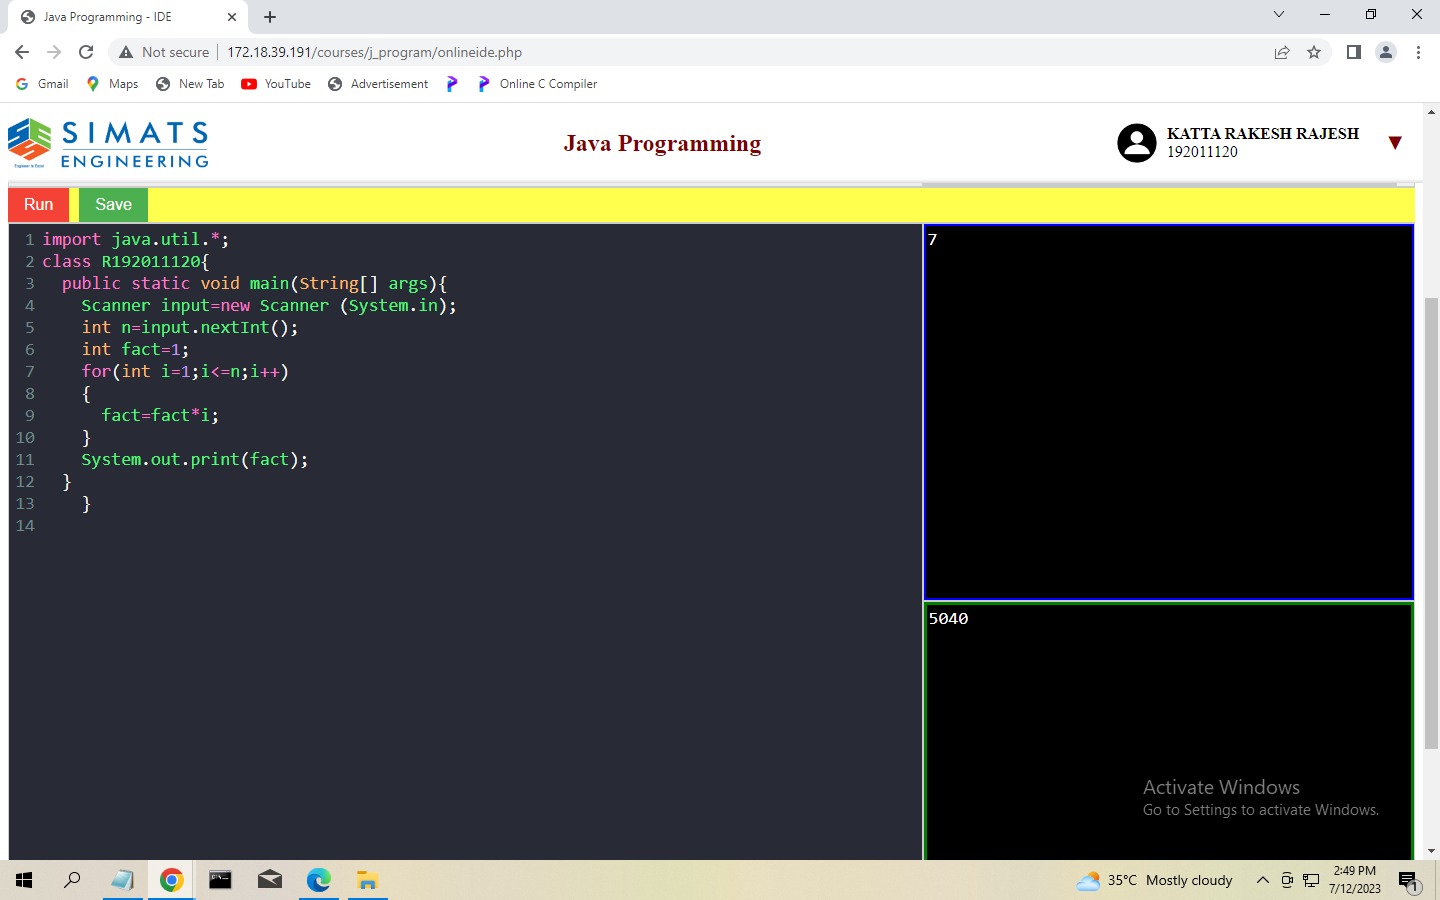 Java Programming - IDE
Not secure 172.18.39.191/courses/j_program/onlineide.php
Gmail Maps New Tab YouTube Advertisement Online C Compiler
SIMATS
ENGINEERING
Java Programming
KATTA RAKESH RAJESH
192011120
Run Save
1 import java.util.*;
2 class R192011120{
3   public static void main(String[] args){
4     Scanner input=new Scanner (System.in);
5     int n=input.nextInt();
6     int fact=1;
7     for(int i=1;i<=n;i++)
8     {
9       fact=fact*i;
10     }
11     System.out.print(fact);
12   }
13     }
14
7
5040
Activate Windows
Go to Settings to activate Windows.
35°C Mostly cloudy
2:49 PM
7/12/2023
1